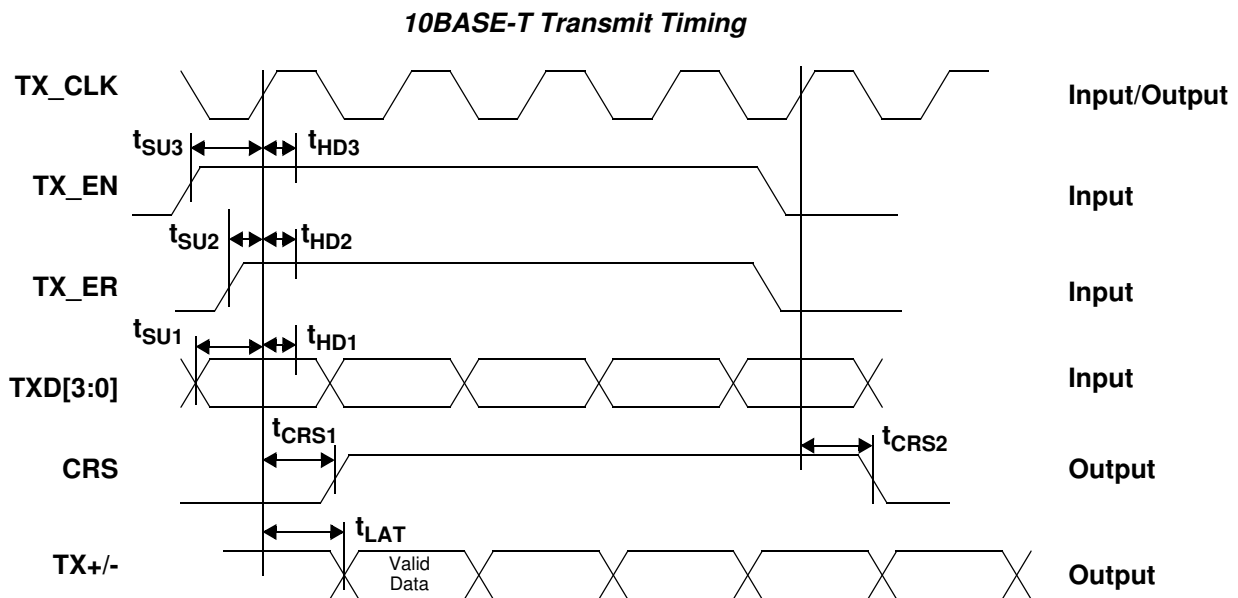 10BASE-T Transmit Timing
TX_CLK
Input/Output
tSU3
tHD3
TX_EN
Input
tSU2
tHD2
TX_ER
Input
tSU1
tHD1
TXD[3:0]
Input
tCRS1
tCRS2
CRS
Output
tLAT
TX+/-
Valid
Data
Output